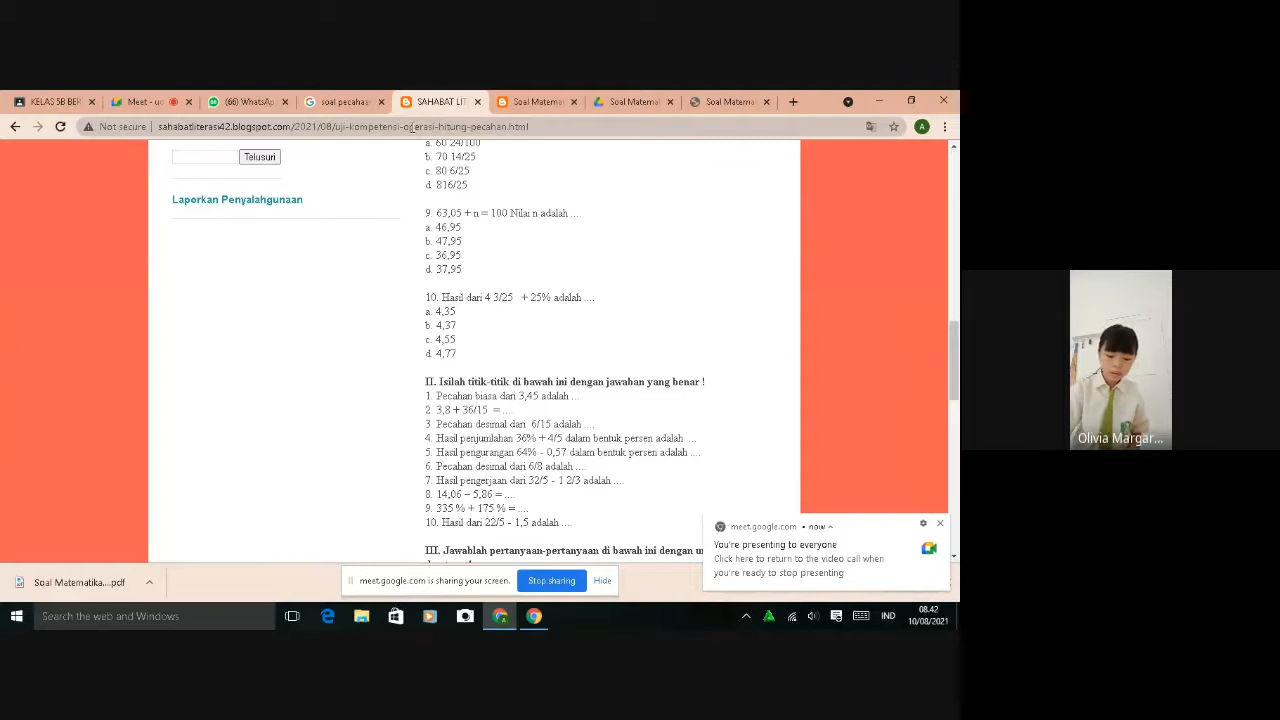 KELAS 5B BER
Meet - uo
(66) WhatsAp
soal pecahaa
SAHABAT LIT
Soal Matema
Soal Matema
Soal Matema
Not secure
sahabatliterasi42.blogspot.com/2021/08/uji-kompetensi-operasi-hitung-pecahan.html
A
Telusuri
Laporkan Penyalahgunaan
a. 60 24/100
b. 70 14/25
c. 80 6/25
d. 816/25
9. 63,05 + n = 100 Nilai n adalah ....
a. 46,95
b. 47,95
c. 36,95
d. 37,95
10. Hasil dari 4 3/25 + 25% adalah ....
a. 4,35
b. 4,37
c. 4,55
d. 4,77
II. Isilah titik-titik di bawah ini dengan jawaban yang benar !
1. Pecahan biasa dari 3,45 adalah ....
2. 3,8 + 36/15 = ....
3. Pecahan desimal dari 6/15 adalah ....
4. Hasil penjumlahan 36% + 4/5 dalam bentuk persen adalah ....
5. Hasil pengurangan 64% - 0,57 dalam bentuk persen adalah ....
6. Pecahan desimal dari 6/8 adalah ....
7. Hasil pengerjaan dari 32/5 - 1 2/3 adalah ....
8. 14,06 – 5,86 = ....
9. 335 % + 175 % = ....
10. Hasil dari 22/5 - 1,5 adalah ....
III. Jawablah pertanyaan-pertanyaan di bawah ini dengan
meet.google.com • now
You're presenting to everyone
Click here to return to the video call when
you're ready to stop presenting
Soal Matematika....pdf
meet.google.com is sharing your screen.
Stop sharing
Hide
Search the web and Windows
IND
08.42
10/08/2021
Olivia Margar...